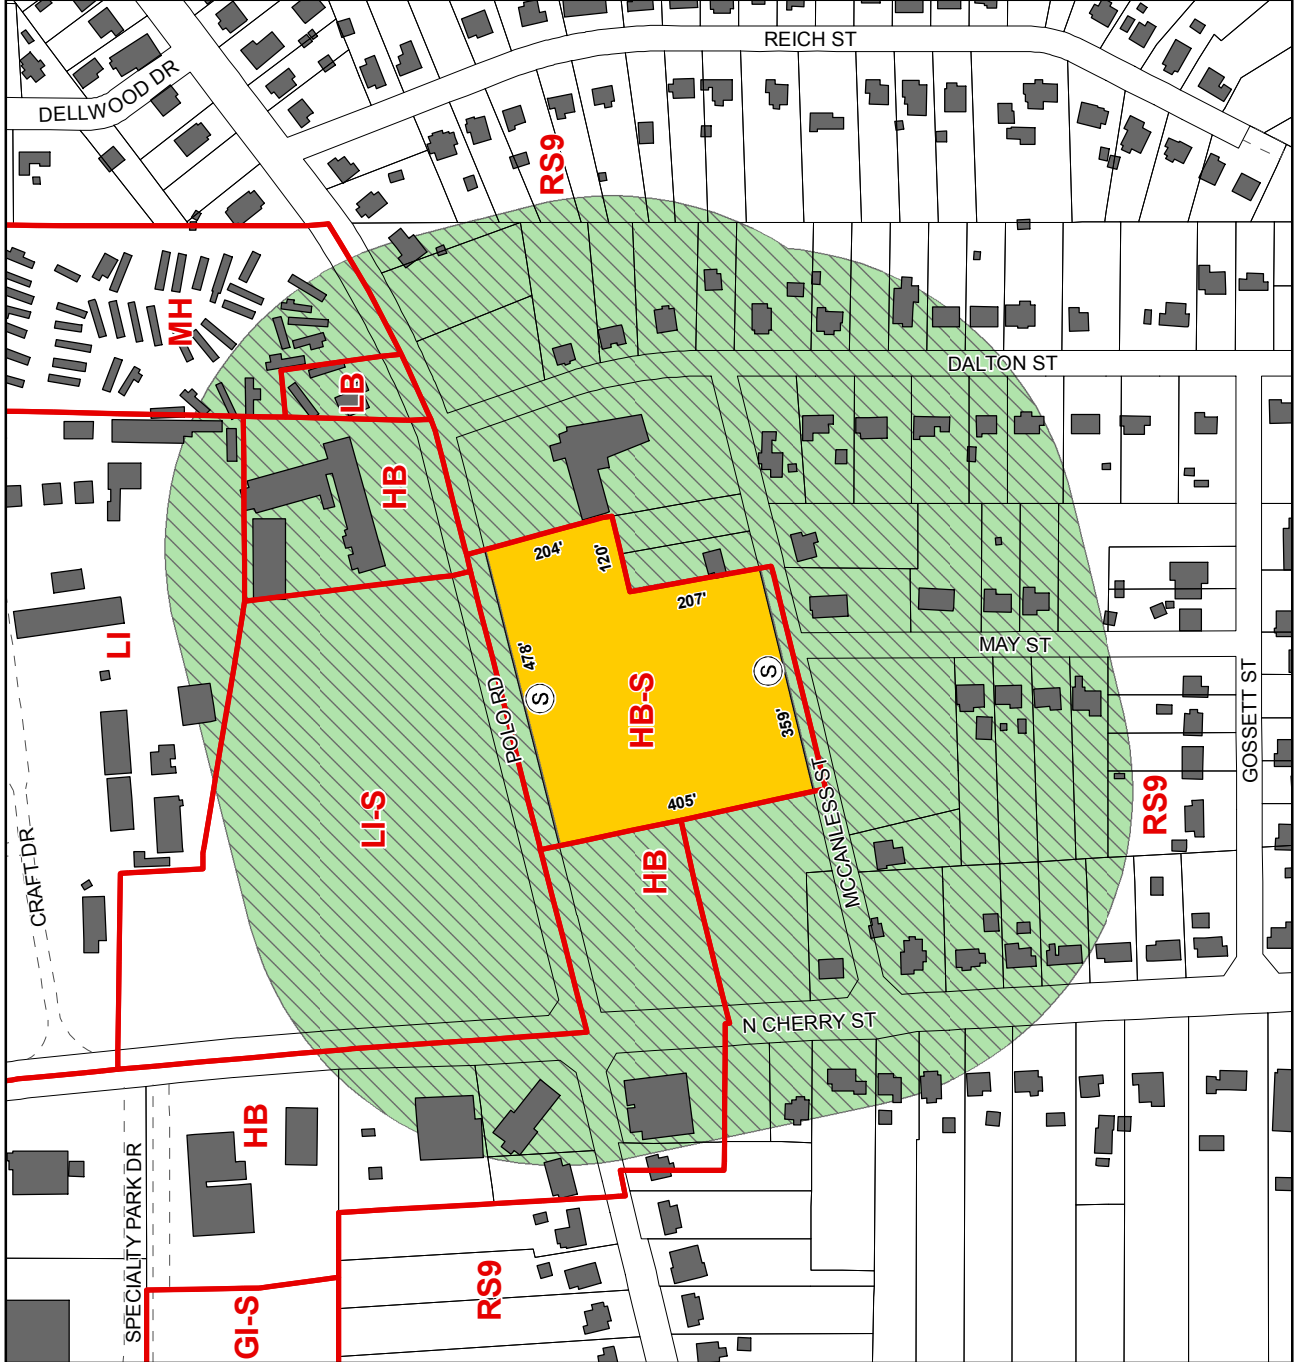 REICH ST
DELLWOOD DR
RS9
MH
DALTON ST
LB
HB
204'
120'
207'
LI
MAY ST
478'
S
S
GOSSETT ST
POLO RD
HB-S
359'
405'
LI-S
MCCANLESS ST
RS9
HB
CRAFT DR
N CHERRY ST
HB
SPECIALTY PARK DR
RS9
GI-S